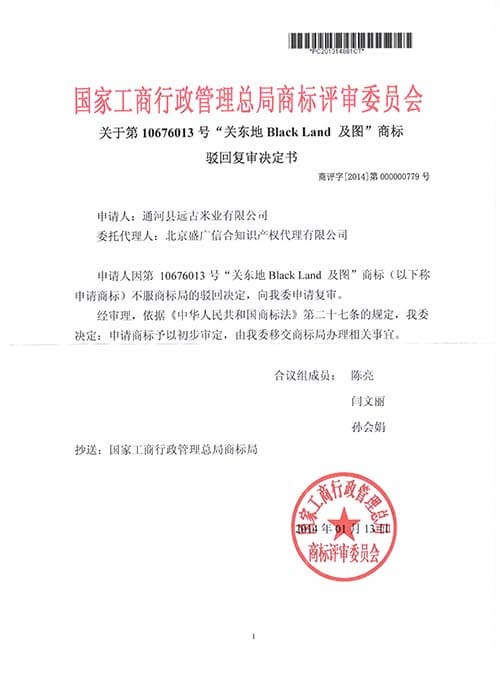 *PC201314881CT*
国家工商行政管理总局商标评审委员会
关于第 10676013 号“关东地 Black Land 及图”商标
驳回复审决定书
商评字[2014]第 000000779 号
申请人：通河县远古米业有限公司
委托代理人：北京盛广信合知识产权代理有限公司
申请人因第 10676013 号“关东地 Black Land 及图”商标（以下称
申请商标）不服商标局的驳回决定，向我委申请复审。
经审理，依据《中华人民共和国商标法》第二十七条的规定，我委
决定：申请商标予以初步审定，由我委移交商标局办理相关事宜。
合议组成员： 陈亮
闫文丽
孙会娟
抄送：国家工商行政管理总局商标局
国家工商行政管理总局
2014 年 01 月 13 日
商标评审委员会
1